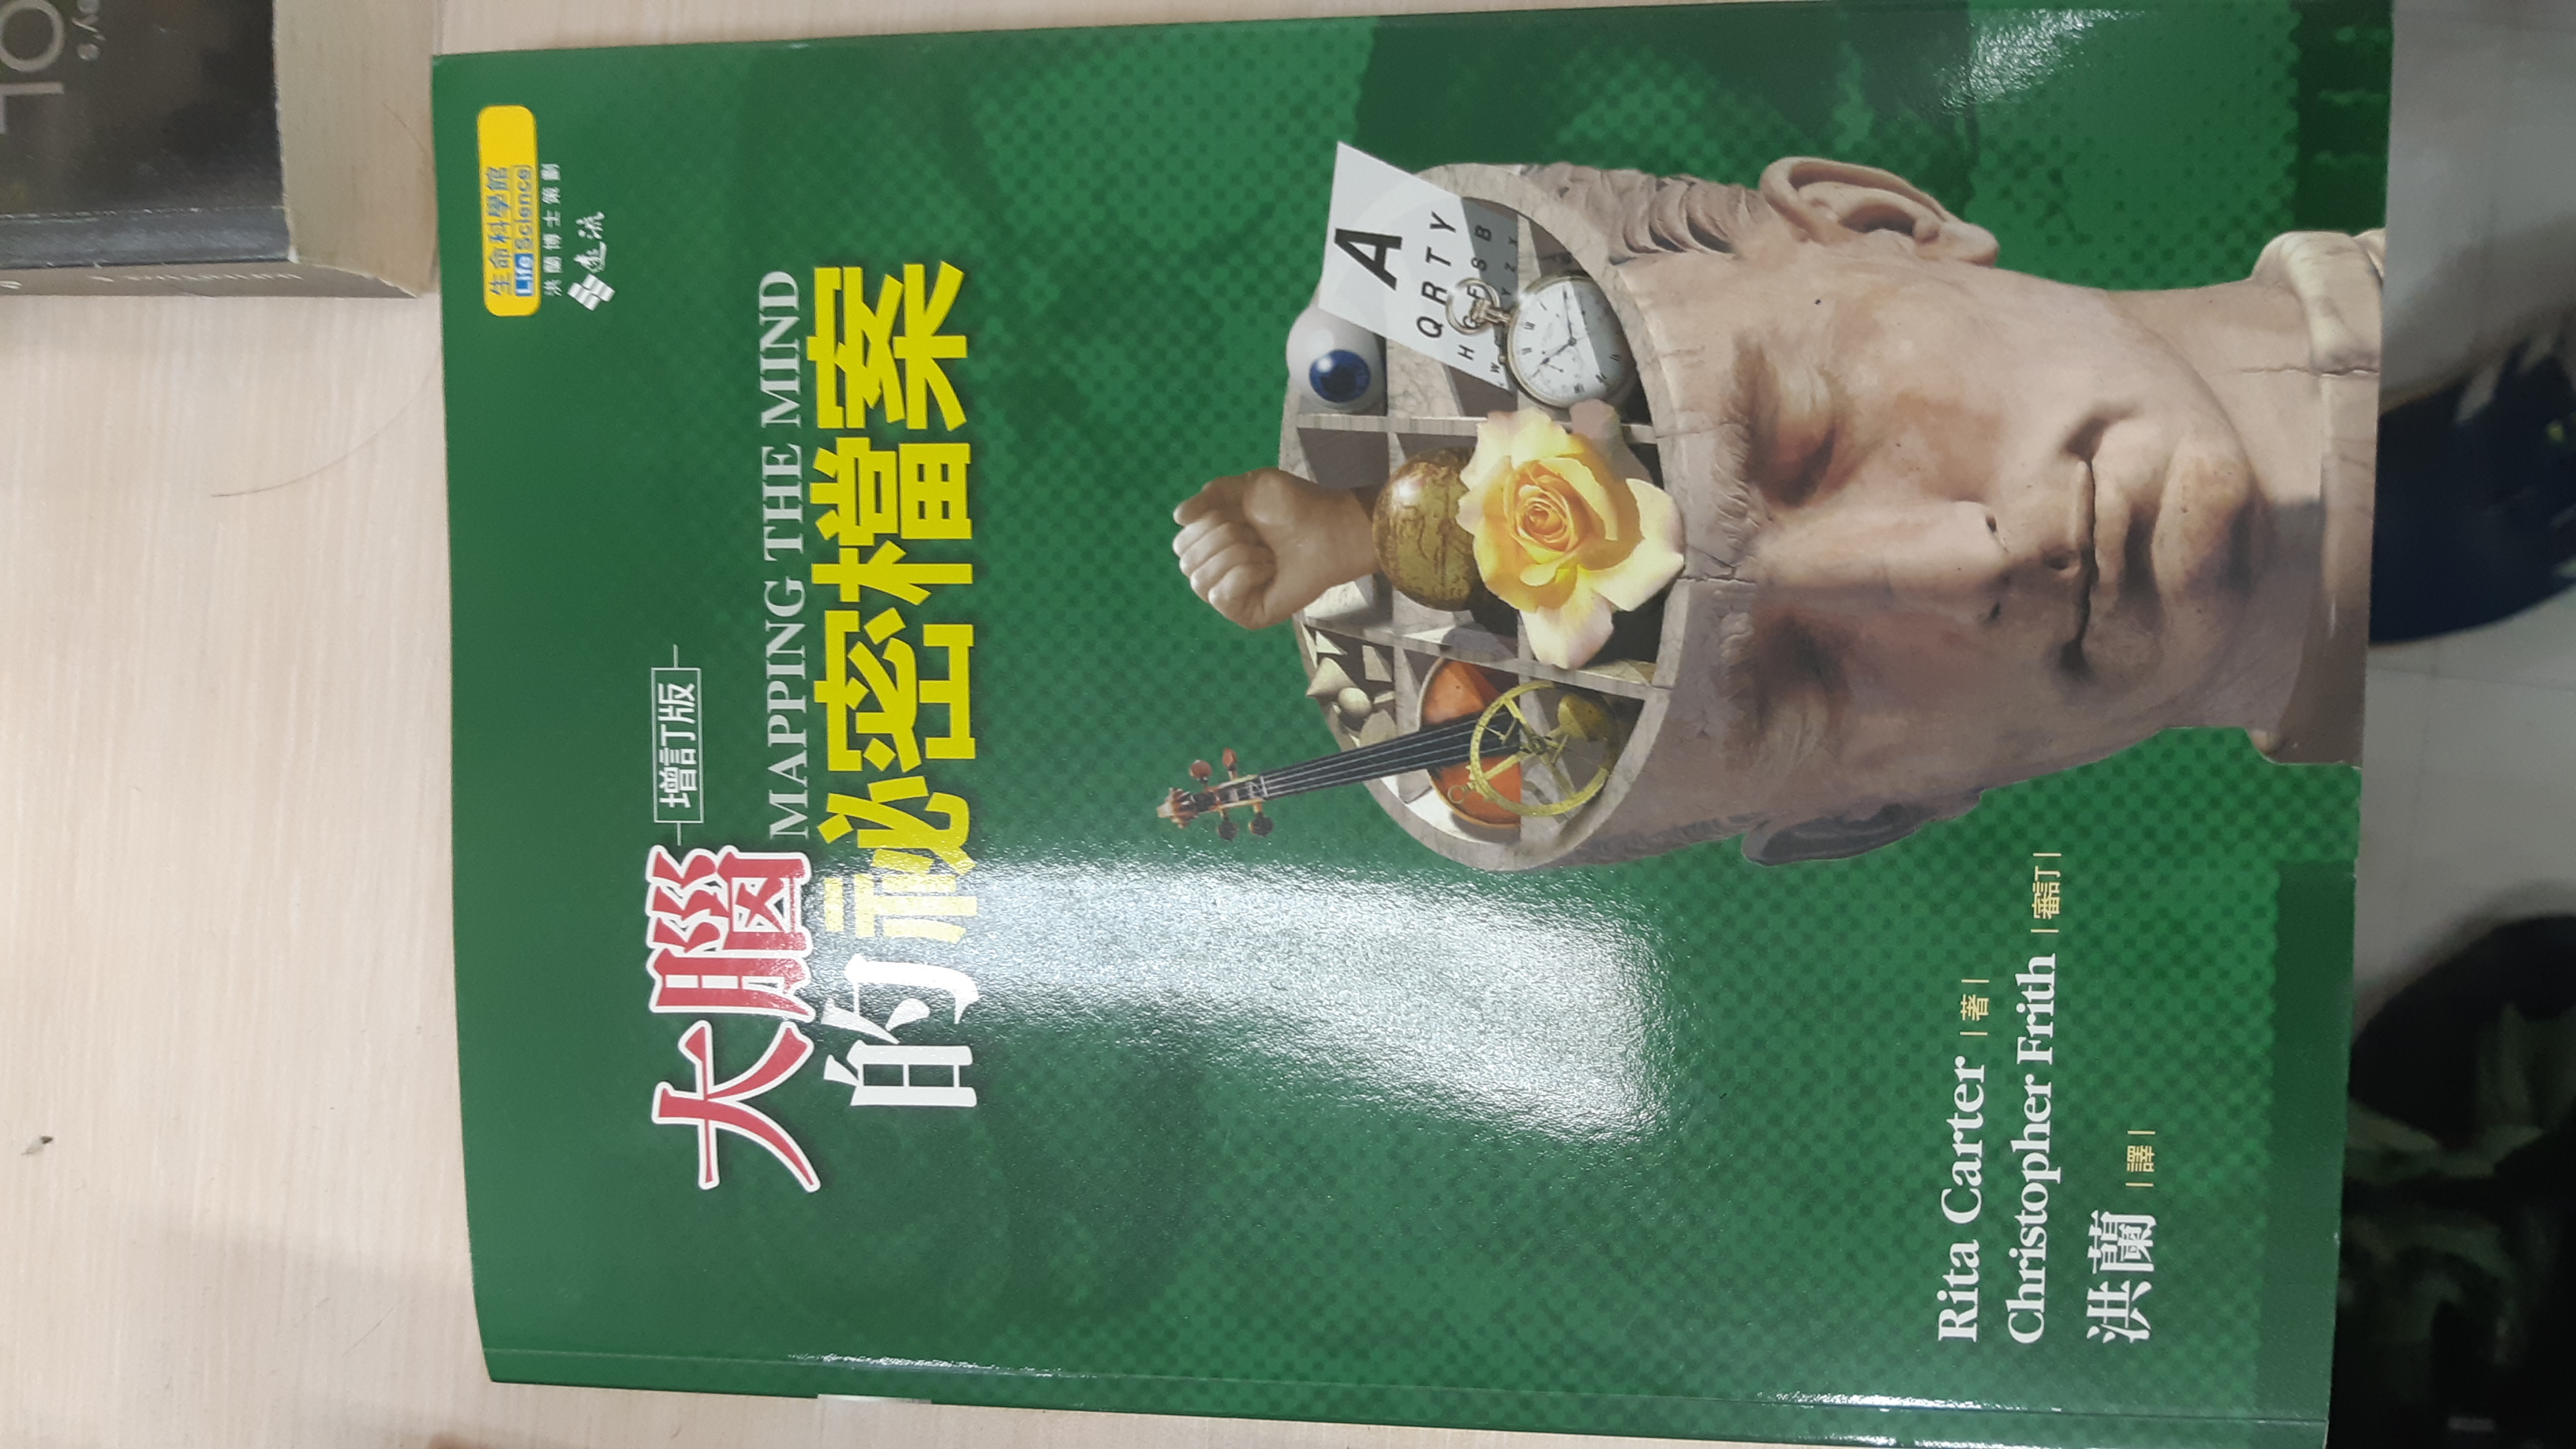 生命科學館
Life Science
洪蘭博士策劃
遠流
大腦
增訂版
MAPPING THE MIND
的祕密檔案
A
QRTY
Rita Carter |著|
Christopher Frith |審訂|
洪蘭 |譯|